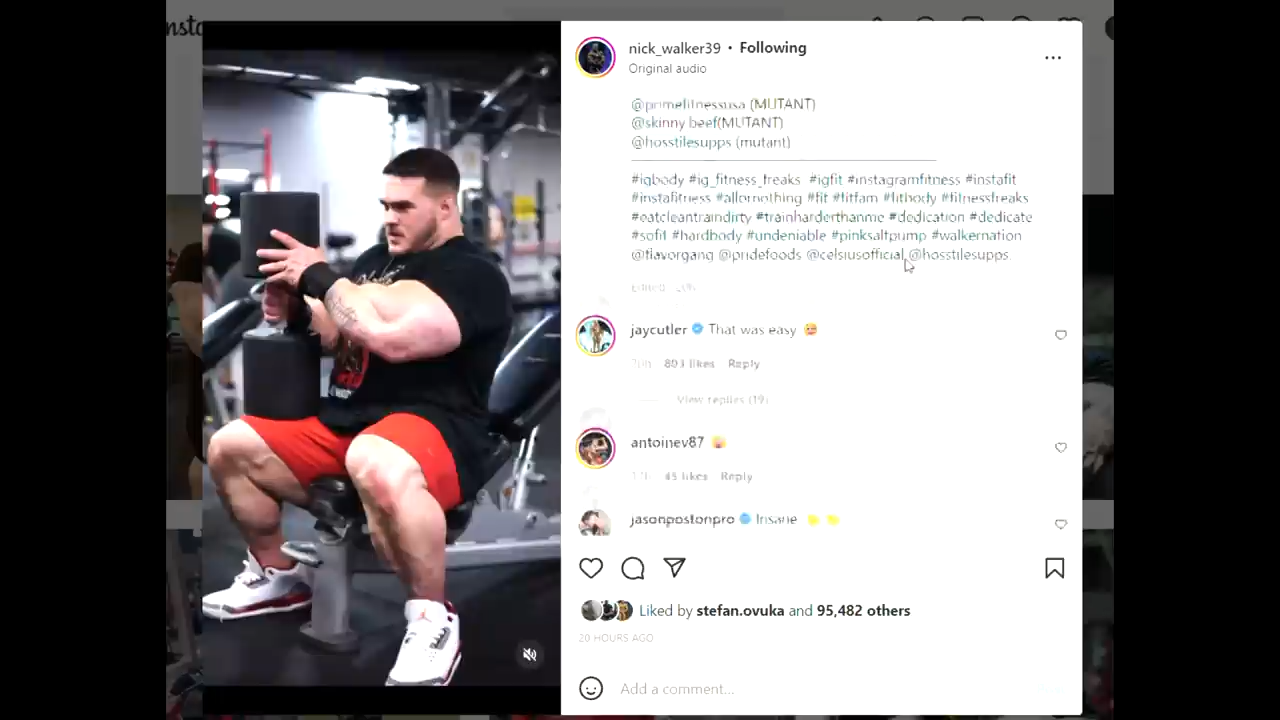 nick_walker39 • Following
Original audio
@primefitnessusa (MUTANT)
@skinny beef(MUTANT)
@hosstilesupps (mutant)
#igbody #ig_fitness_freaks #igfit #instagramfitness #instafit
#instafitness #allornothing #fit #fitfam #fitbody #fitnessfreaks
#eatcleantraindirty #trainharderthanme #dedication #dedicate
#sofit #hardbody #undeniable #pinksaltpump #walkernation
@flavorgang @pridefoods @celsiusofficial @hosstilesupps
jaycutler That was easy 😜
803 likes Reply
View replies (19)
antoinev87
45 likes Reply
jasonpostonpro Insane
Liked by stefan.ovuka and 95,482 others
20 HOURS AGO
Add a comment...